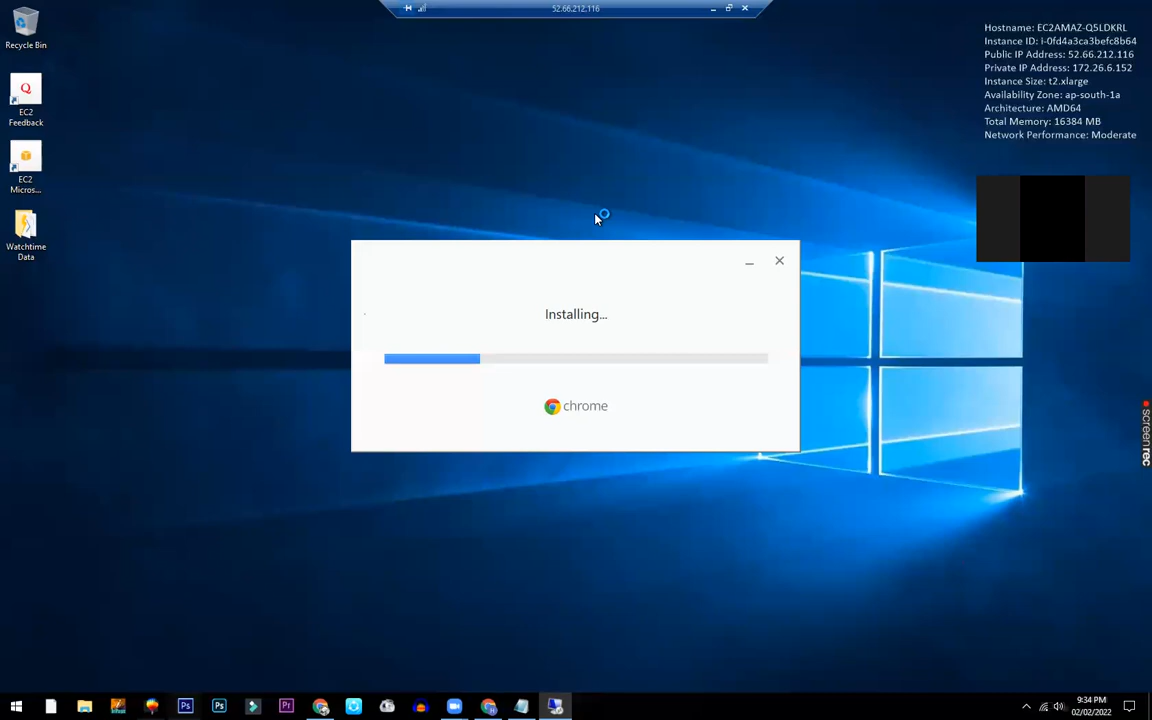 52.66.212.116
Recycle Bin
EC2
Feedback
EC2
Micros...
Watchtime
Data
Hostname: EC2AMAZ-Q5LDKRL
Instance ID: i-0fd4a3ca3befc8b64
Public IP Address: 52.66.212.116
Private IP Address: 172.26.6.152
Instance Size: t2.xlarge
Availability Zone: ap-south-1a
Architecture: AMD64
Total Memory: 16384 MB
Network Performance: Moderate
Installing...
chrome
screenrec
Ps
Ps
Pr
9:34 PM
02/02/2022